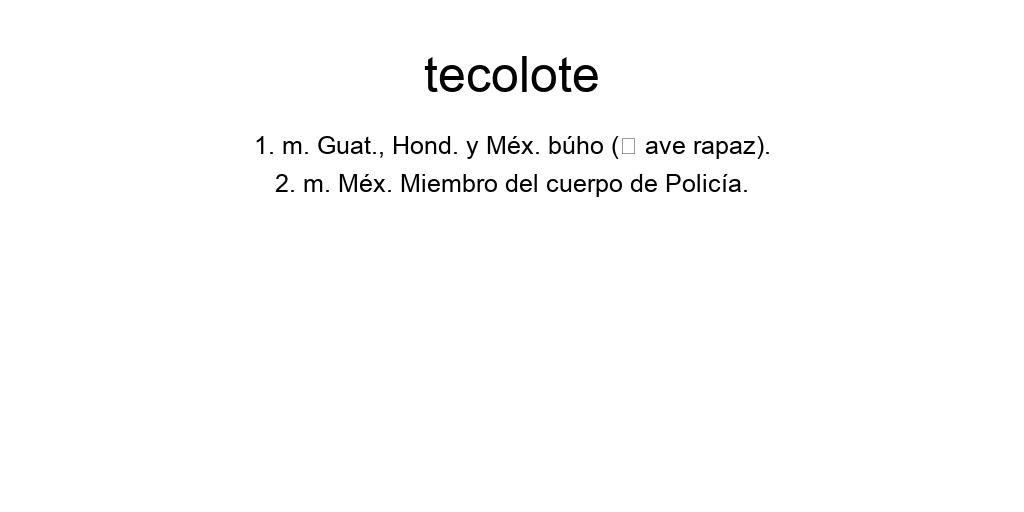 tecolote
1. m. Guat., Hond. y Méx. búho (□ ave rapaz).
2. m. Méx. Miembro del cuerpo de Policía.